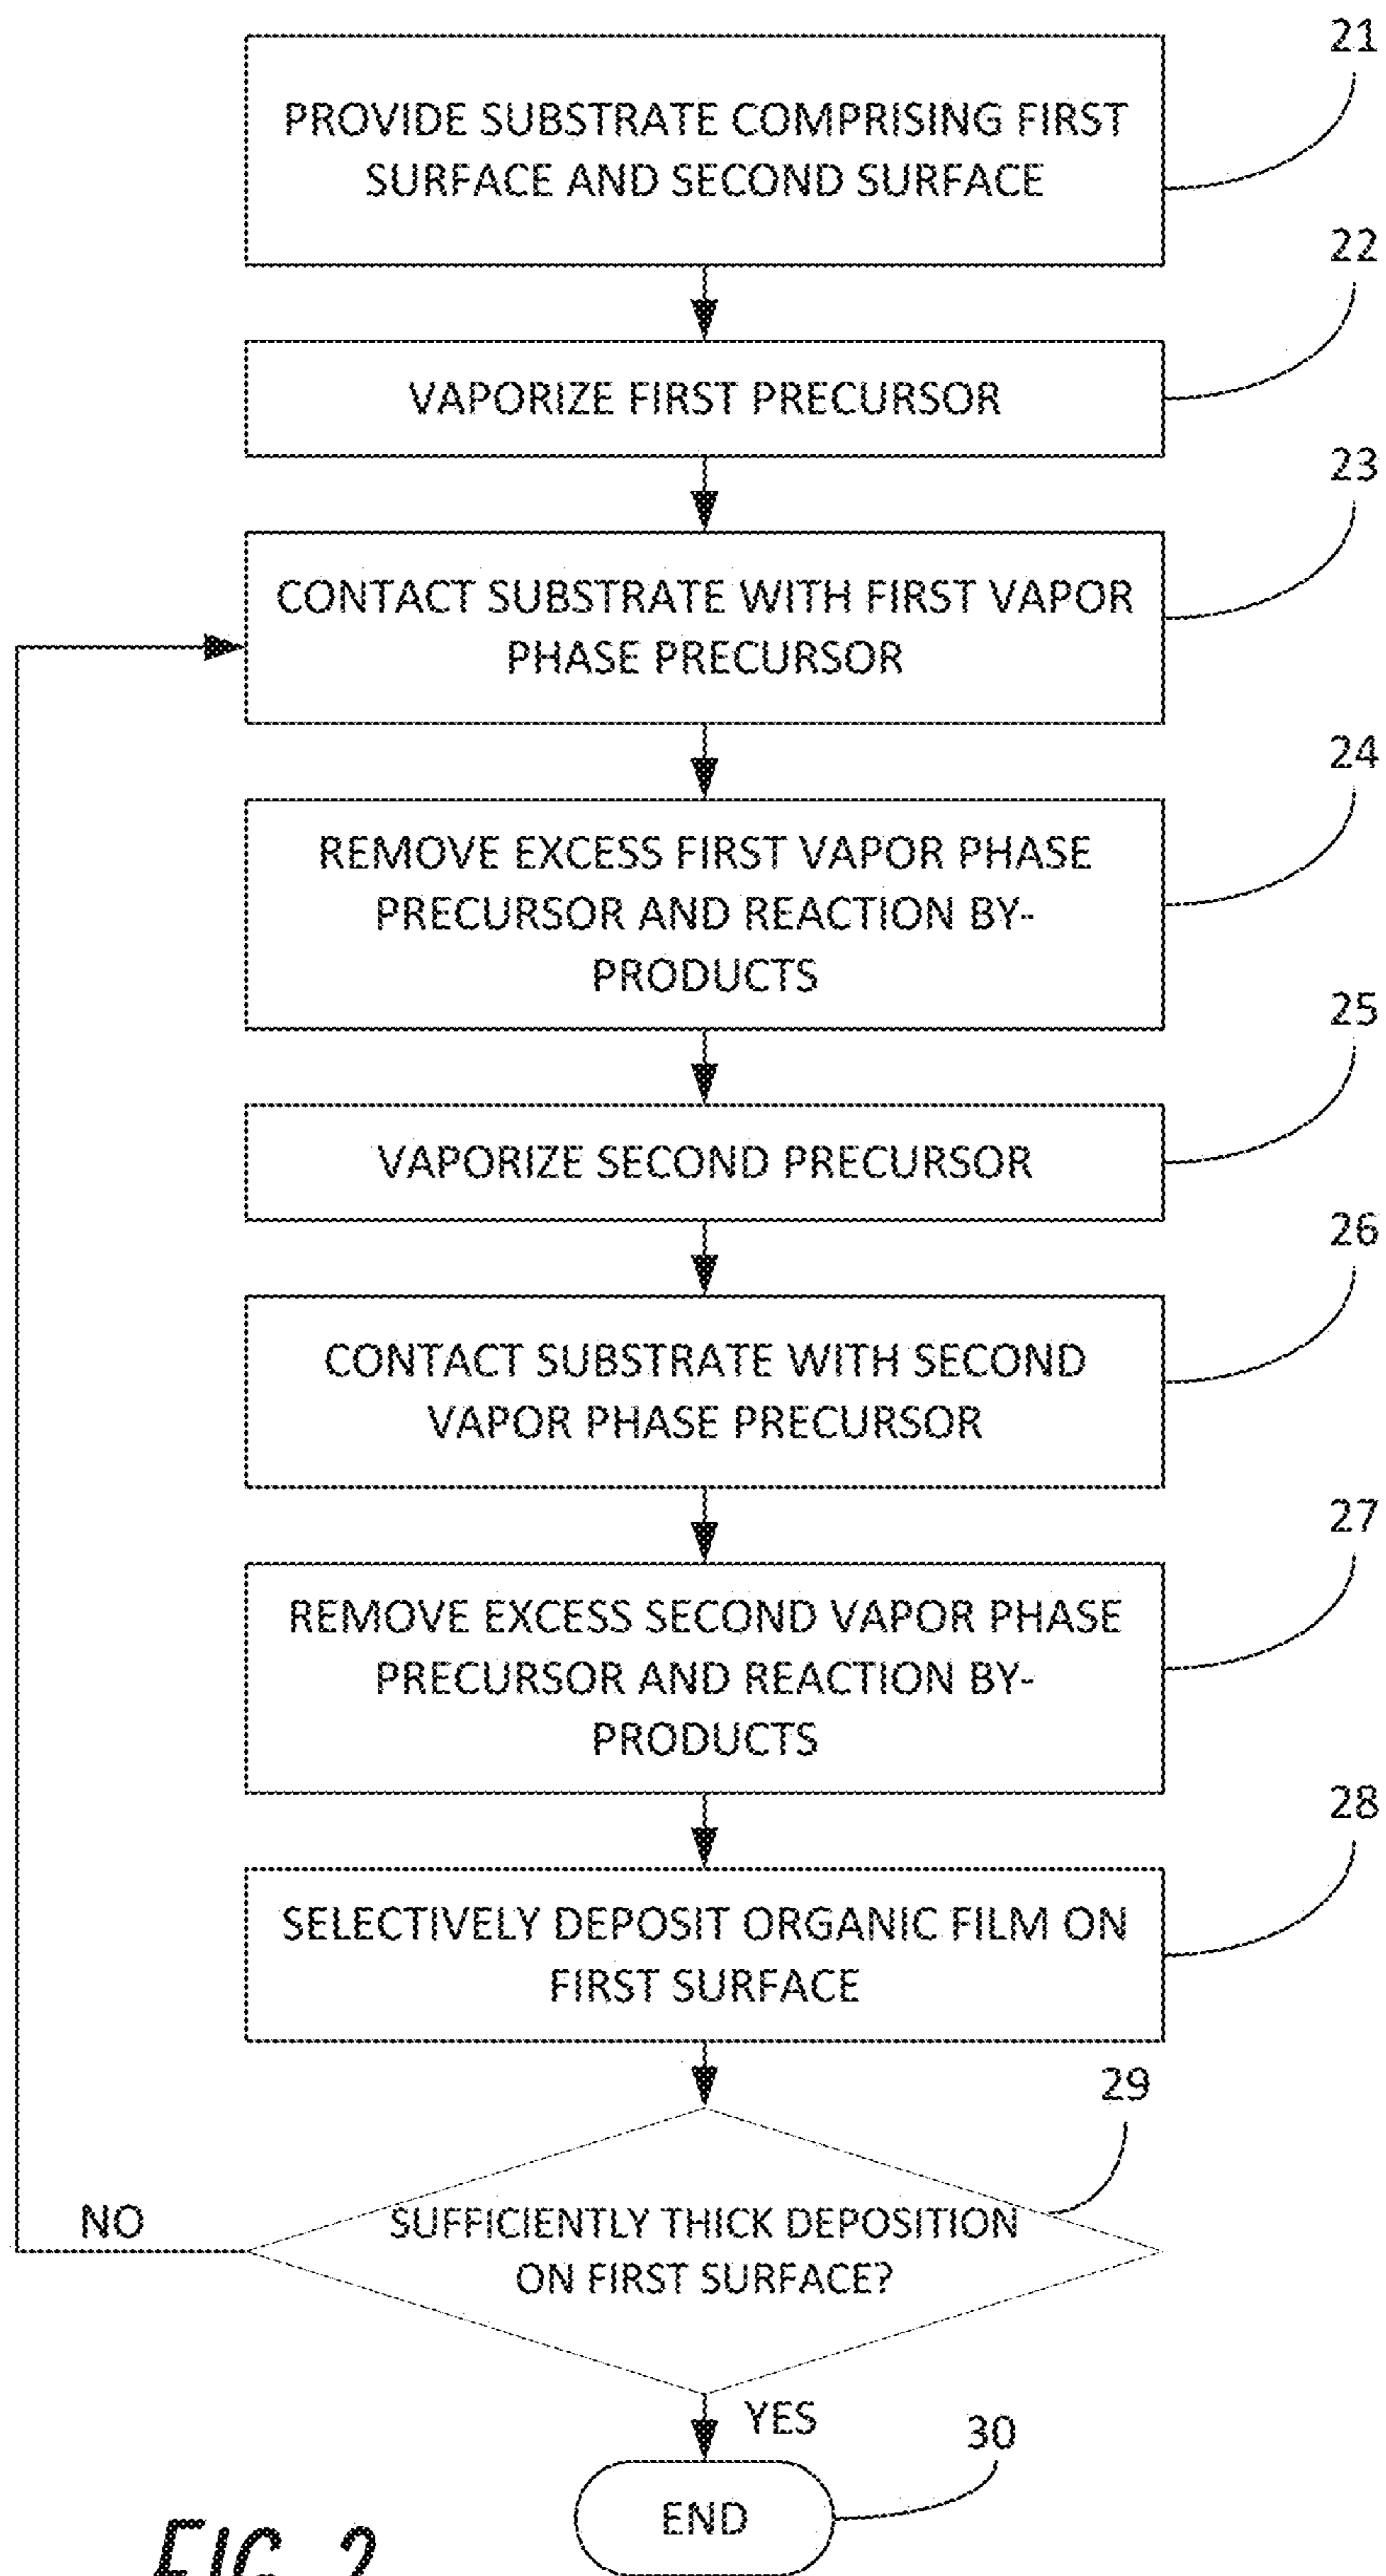 21
PROVIDE SUBSTRATE COMPRISING FIRST
SURFACE AND SECOND SURFACE
22
VAPORIZE FIRST PRECURSOR
23
CONTACT SUBSTRATE WITH FIRST VAPOR
PHASE PRECURSOR
24
REMOVE EXCESS FIRST VAPOR PHASE
PRECURSOR AND REACTION BY-
PRODUCTS
25
VAPORIZE SECOND PRECURSOR
26
CONTACT SUBSTRATE WITH SECOND
VAPOR PHASE PRECURSOR
27
REMOVE EXCESS SECOND VAPOR PHASE
PRECURSOR AND REACTION BY-
PRODUCTS
28
SELECTIVELY DEPOSIT ORGANIC FILM ON
FIRST SURFACE
29
NO
SUFFICIENTLY THICK DEPOSITION
ON FIRST SURFACE?
YES
30
END
FIG. 2